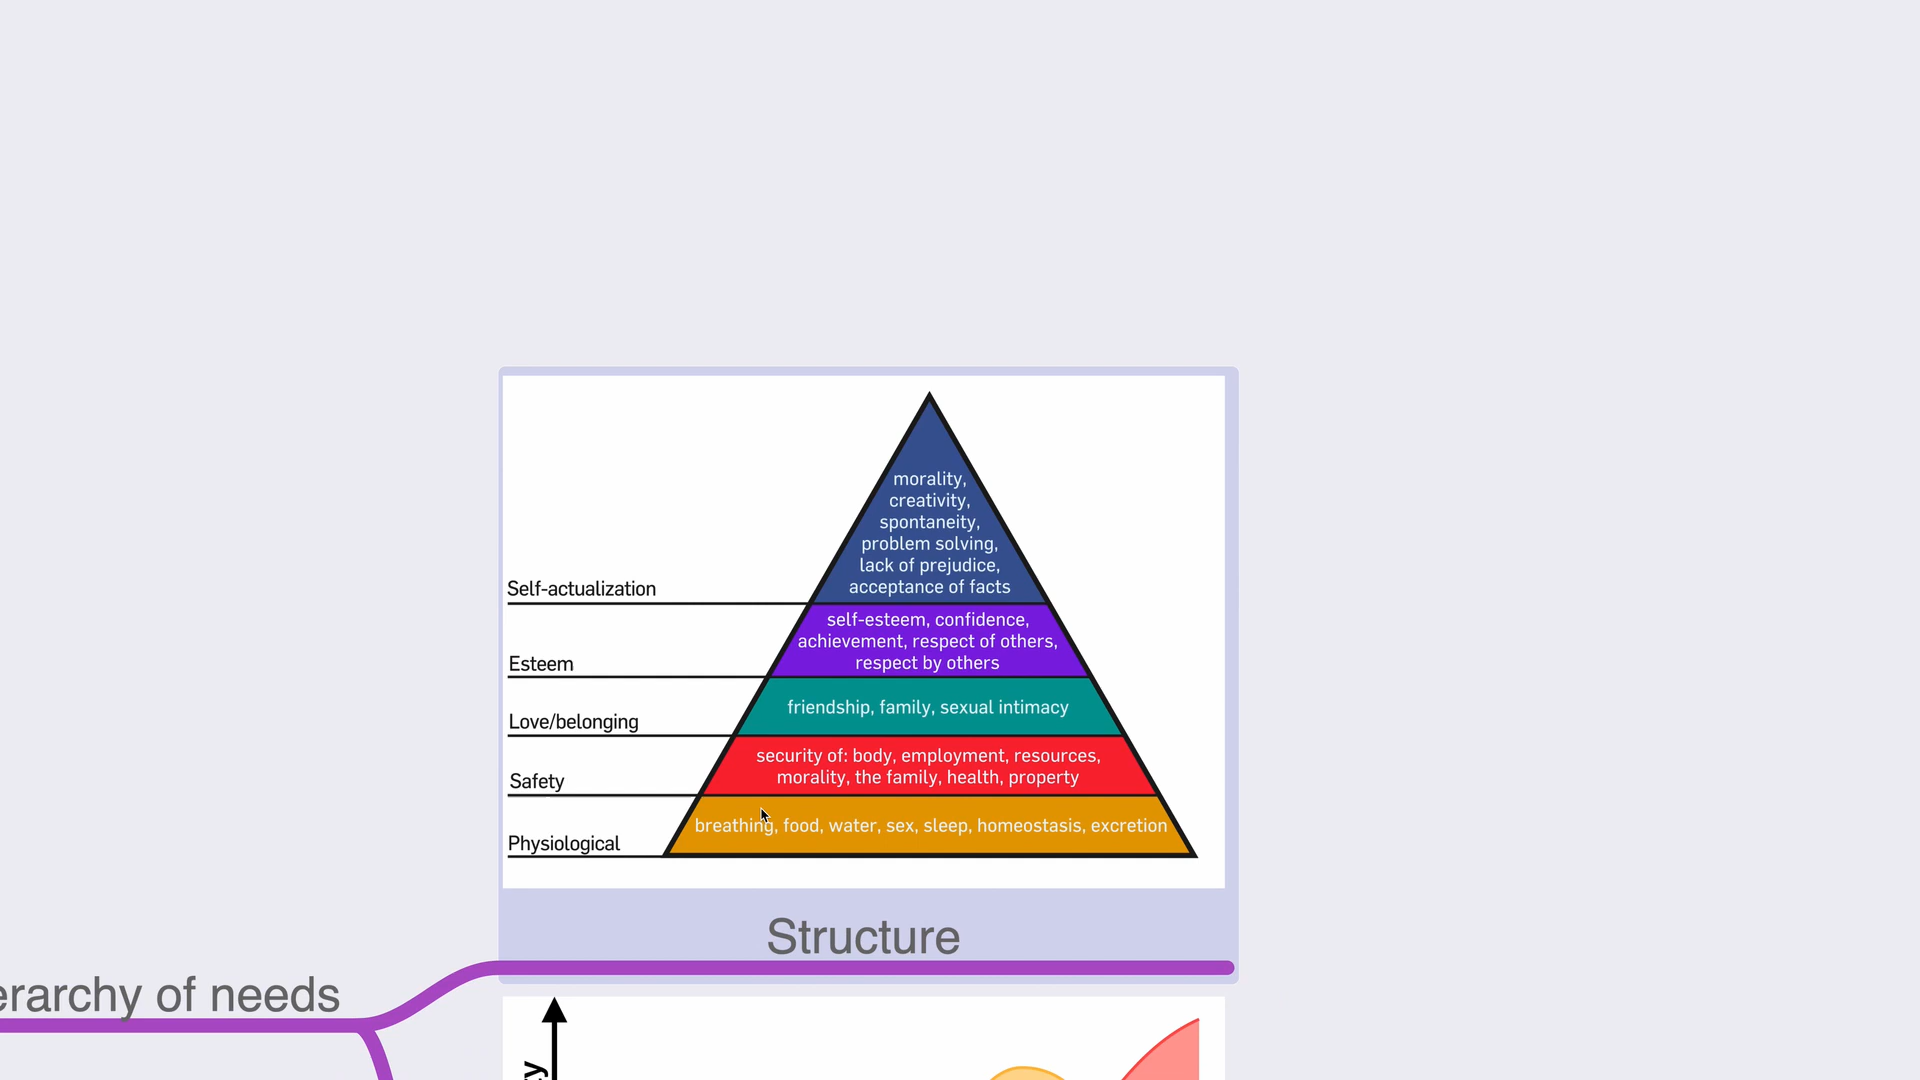 morality,
creativity,
spontaneity,
problem solving,
lack of prejudice,
acceptance of facts
Self-actualization
self-esteem, confidence,
achievement, respect of others,
respect by others
Esteem
friendship, family, sexual intimacy
Love/belonging
security of: body, employment, resources,
morality, the family, health, property
Safety
breathing, food, water, sex, sleep, homeostasis, excretion
Physiological
Structure
of needs